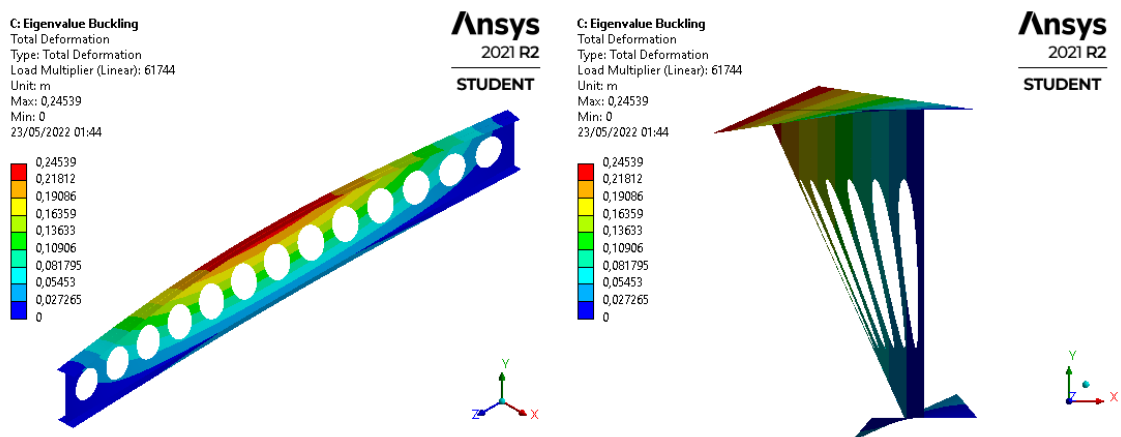 C: Eigenvalue Buckling
Total Deformation
Type: Total Deformation
Load Multiplier (Linear): 61744
Unit: m
Max: 0,24539
Min: 0
23/05/2022 01:44
0,24539
0,21812
0,19086
0,16359
0,13633
0,10906
0,081795
0,05453
0,027265
0
Ansys
2021 R2
STUDENT
Y
Z
X
C: Eigenvalue Buckling
Total Deformation
Type: Total Deformation
Load Multiplier (Linear): 61744
Unit: m
Max: 0,24539
Min: 0
23/05/2022 01:44
0,24539
0,21812
0,19086
0,16359
0,13633
0,10906
0,081795
0,05453
0,027265
0
Ansys
2021 R2
STUDENT
Y
Z
X